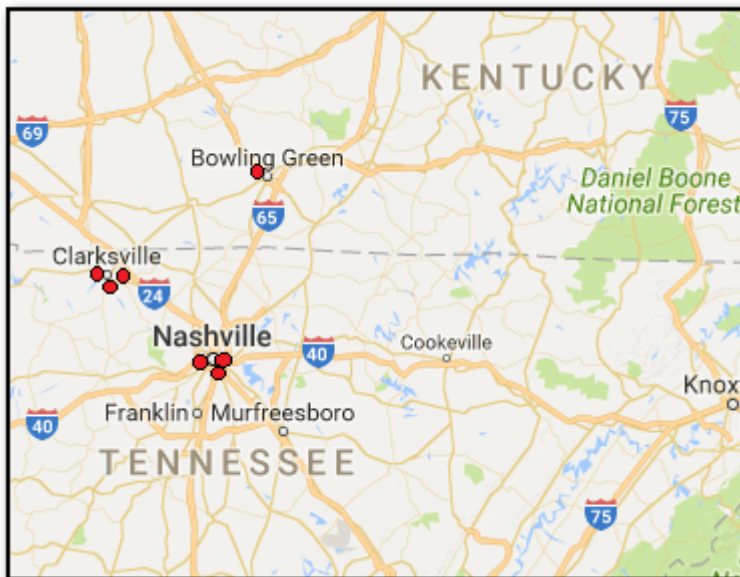 KENTUCKY
75
69
Bowling Green
Daniel Boone
National Forest
65
Clarksville
24
Nashville
40
Cookeville
Knox
Franklin
Murfreesboro
40
TENNESSEE
75